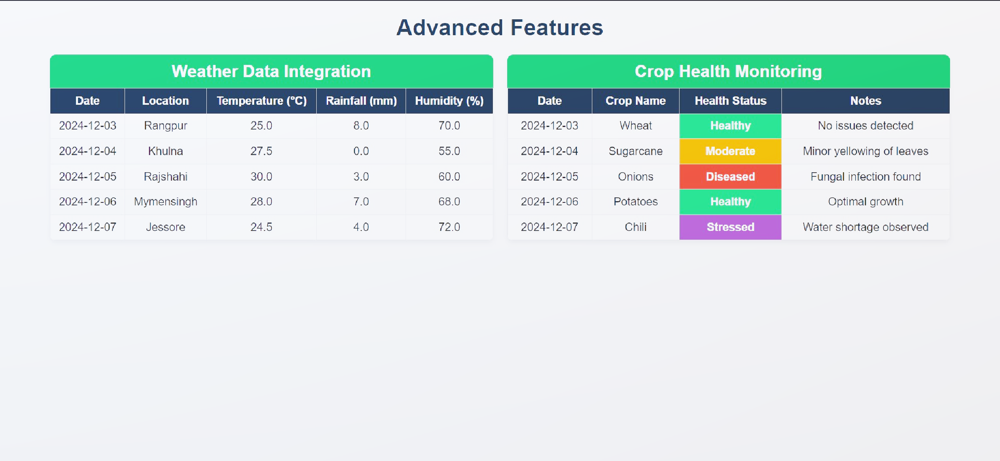 Advanced Features
Weather Data Integration
Date Location Temperature (°C) Rainfall (mm) Humidity (%)
2024-12-03 Rangpur 25.0 8.0 70.0
2024-12-04 Khulna 27.5 0.0 55.0
2024-12-05 Rajshahi 30.0 3.0 60.0
2024-12-06 Mymensingh 28.0 7.0 68.0
2024-12-07 Jessore 24.5 4.0 72.0
Crop Health Monitoring
Date Crop Name Health Status Notes
2024-12-03 Wheat Healthy No issues detected
2024-12-04 Sugarcane Moderate Minor yellowing of leaves
2024-12-05 Onions Diseased Fungal infection found
2024-12-06 Potatoes Healthy Optimal growth
2024-12-07 Chili Stressed Water shortage observed